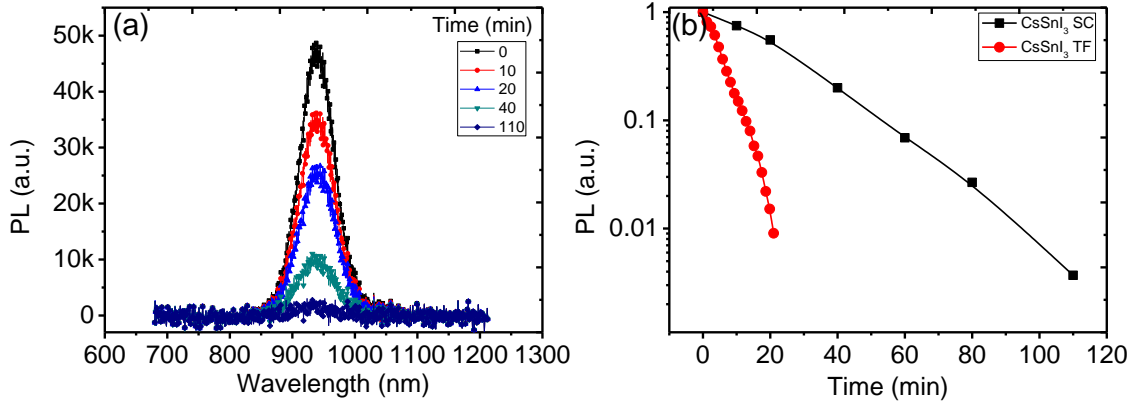 (a)
Time (min)
0
10
20
40
110
50k
40k
30k
20k
10k
0
PL (a.u.)
600 700 800 900 1000 1100 1200 1300
Wavelength (nm)
(b)
CsSnI₃ SC
CsSnI₃ TF
1
0.1
0.01
PL (a.u.)
0 20 40 60 80 100 120
Time (min)